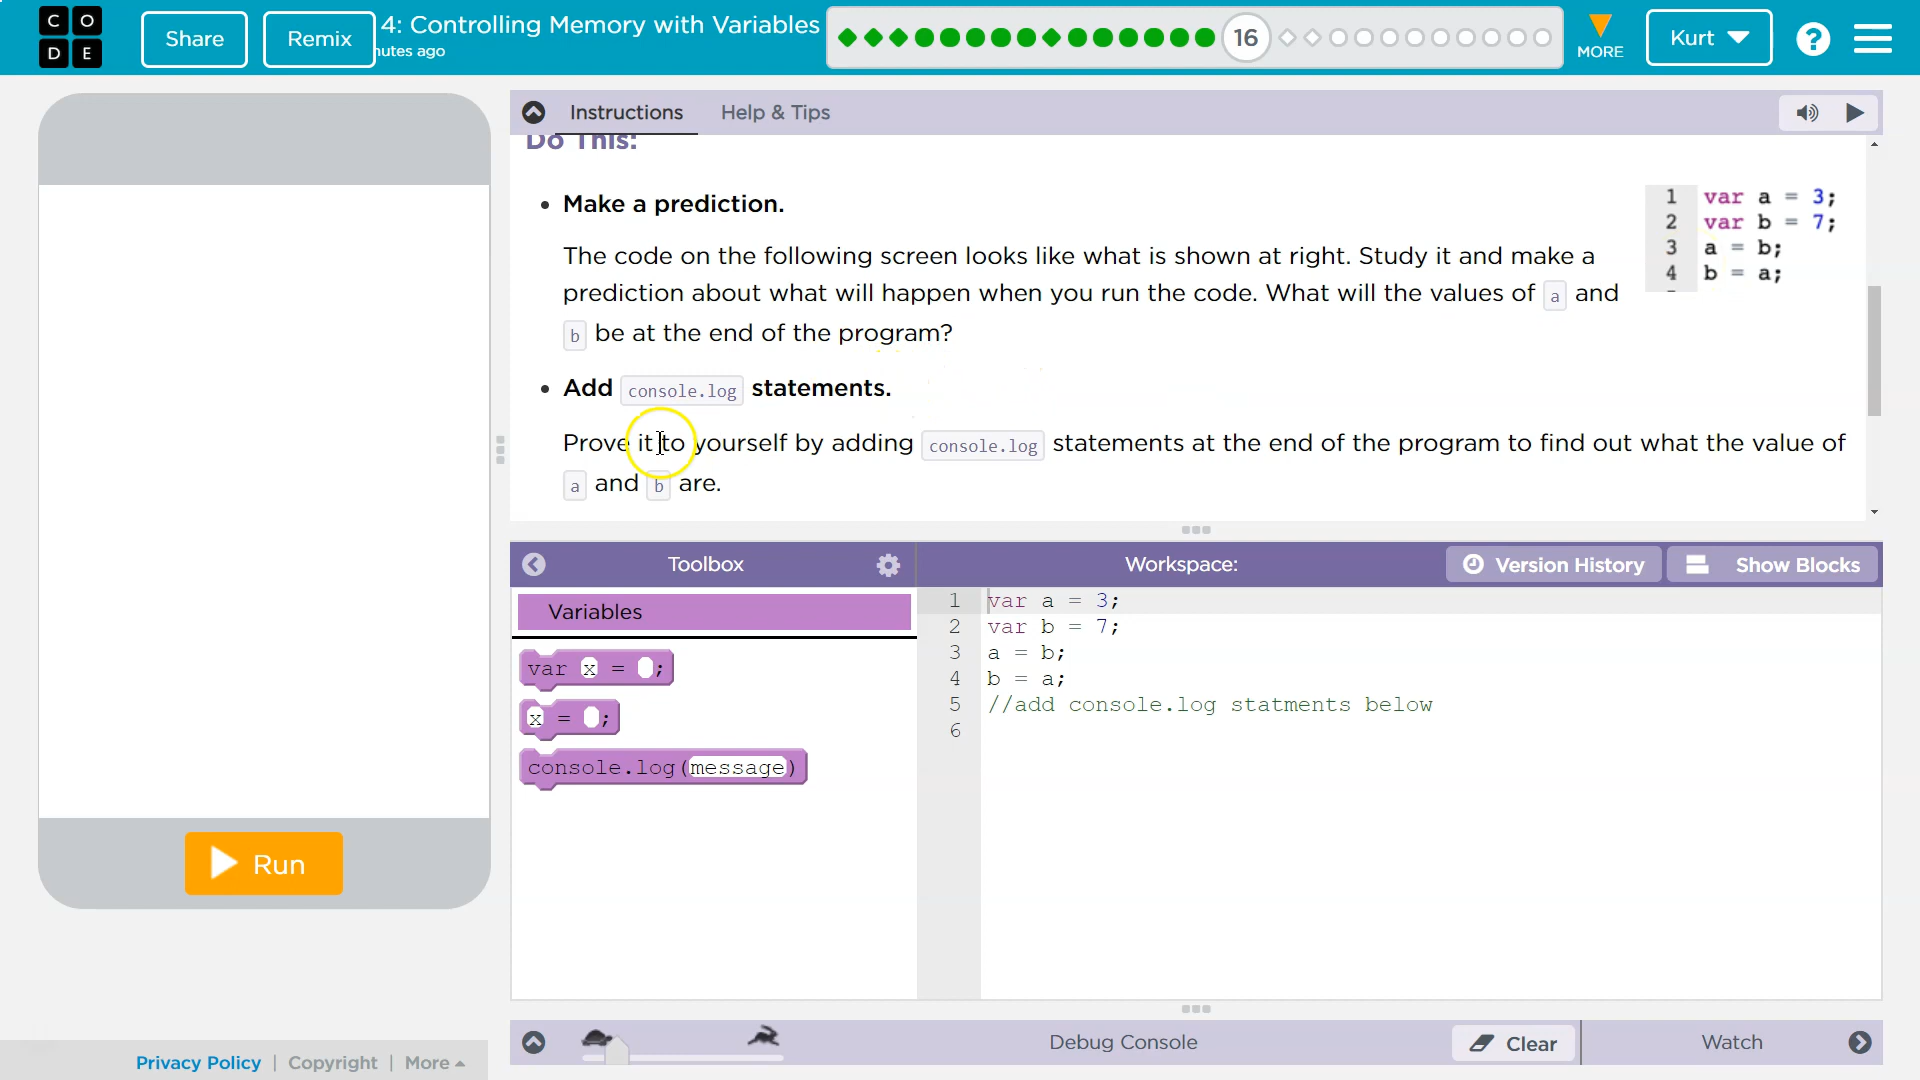 C O D E
Share
Remix
4: Controlling Memory with Variables
nutes ago
16
MORE
Kurt
?
Instructions
Help & Tips
Do This:
Make a prediction.
The code on the following screen looks like what is shown at right. Study it and make a
prediction about what will happen when you run the code. What will the values of a and
b be at the end of the program?
1 var a = 3;
2 var b = 7;
3 a = b;
4 b = a;
Add console.log statements.
Prove it to yourself by adding console.log statements at the end of the program to find out what the value of
a and b are.
Toolbox
Workspace:
Version History
Show Blocks
Variables
var x = ;
x = ;
console.log(message)
1 var a = 3;
2 var b = 7;
3 a = b;
4 b = a;
5 //add console.log statments below
6
Run
Debug Console
Clear
Watch
Privacy Policy | Copyright | More